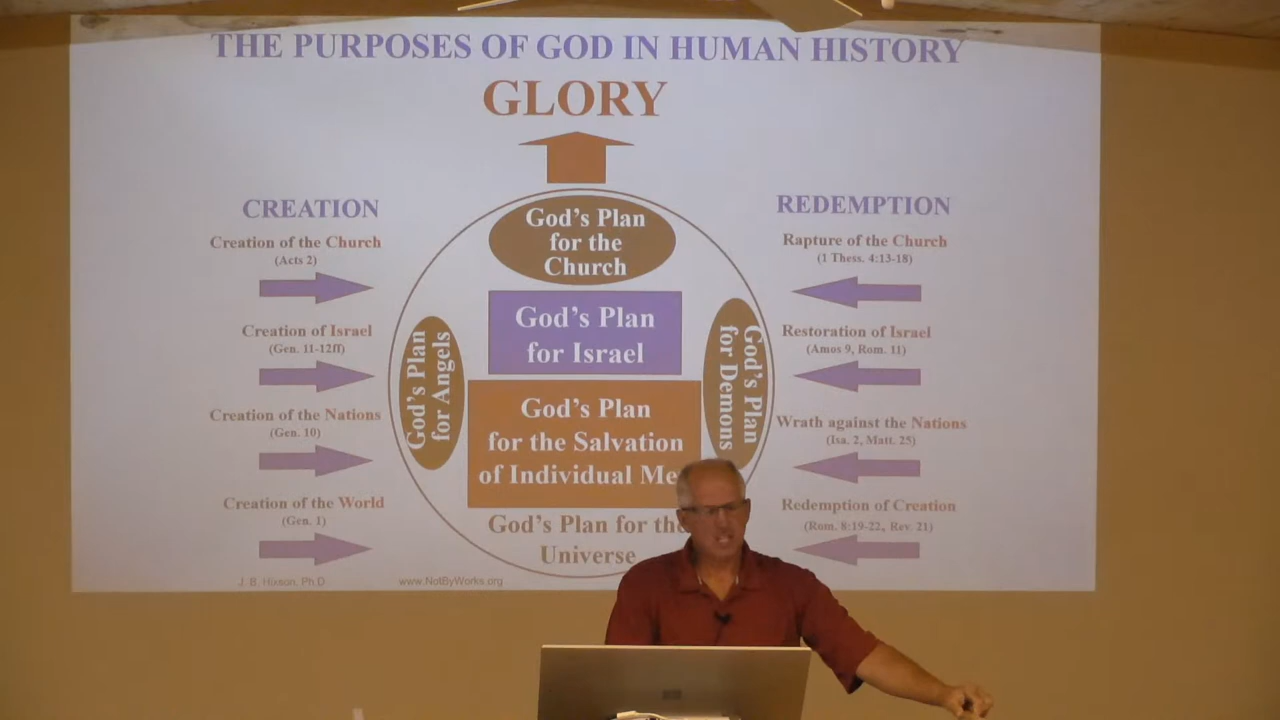 THE PURPOSES OF GOD IN HUMAN HISTORY
GLORY
CREATION
Creation of the Church
(Acts 2)
Creation of Israel
(Gen. 11-12ff)
Creation of the Nations
(Gen. 10)
Creation of the World
(Gen. 1)
God's Plan
for the
Church
God's Plan
for Israel
God's Plan
for Angels
God's Plan
for Demons
God's Plan
for the Salvation
of Individual Me
God's Plan for the
Universe
REDEMPTION
Rapture of the Church
(1 Thess. 4:13-18)
Restoration of Israel
(Amos 9, Rom. 11)
Wrath against the Nations
(Isa. 2, Matt. 25)
Redemption of Creation
(Rom. 8:19-22, Rev. 21)
J. B. Hixson, Ph.D
www.NotByWorks.org